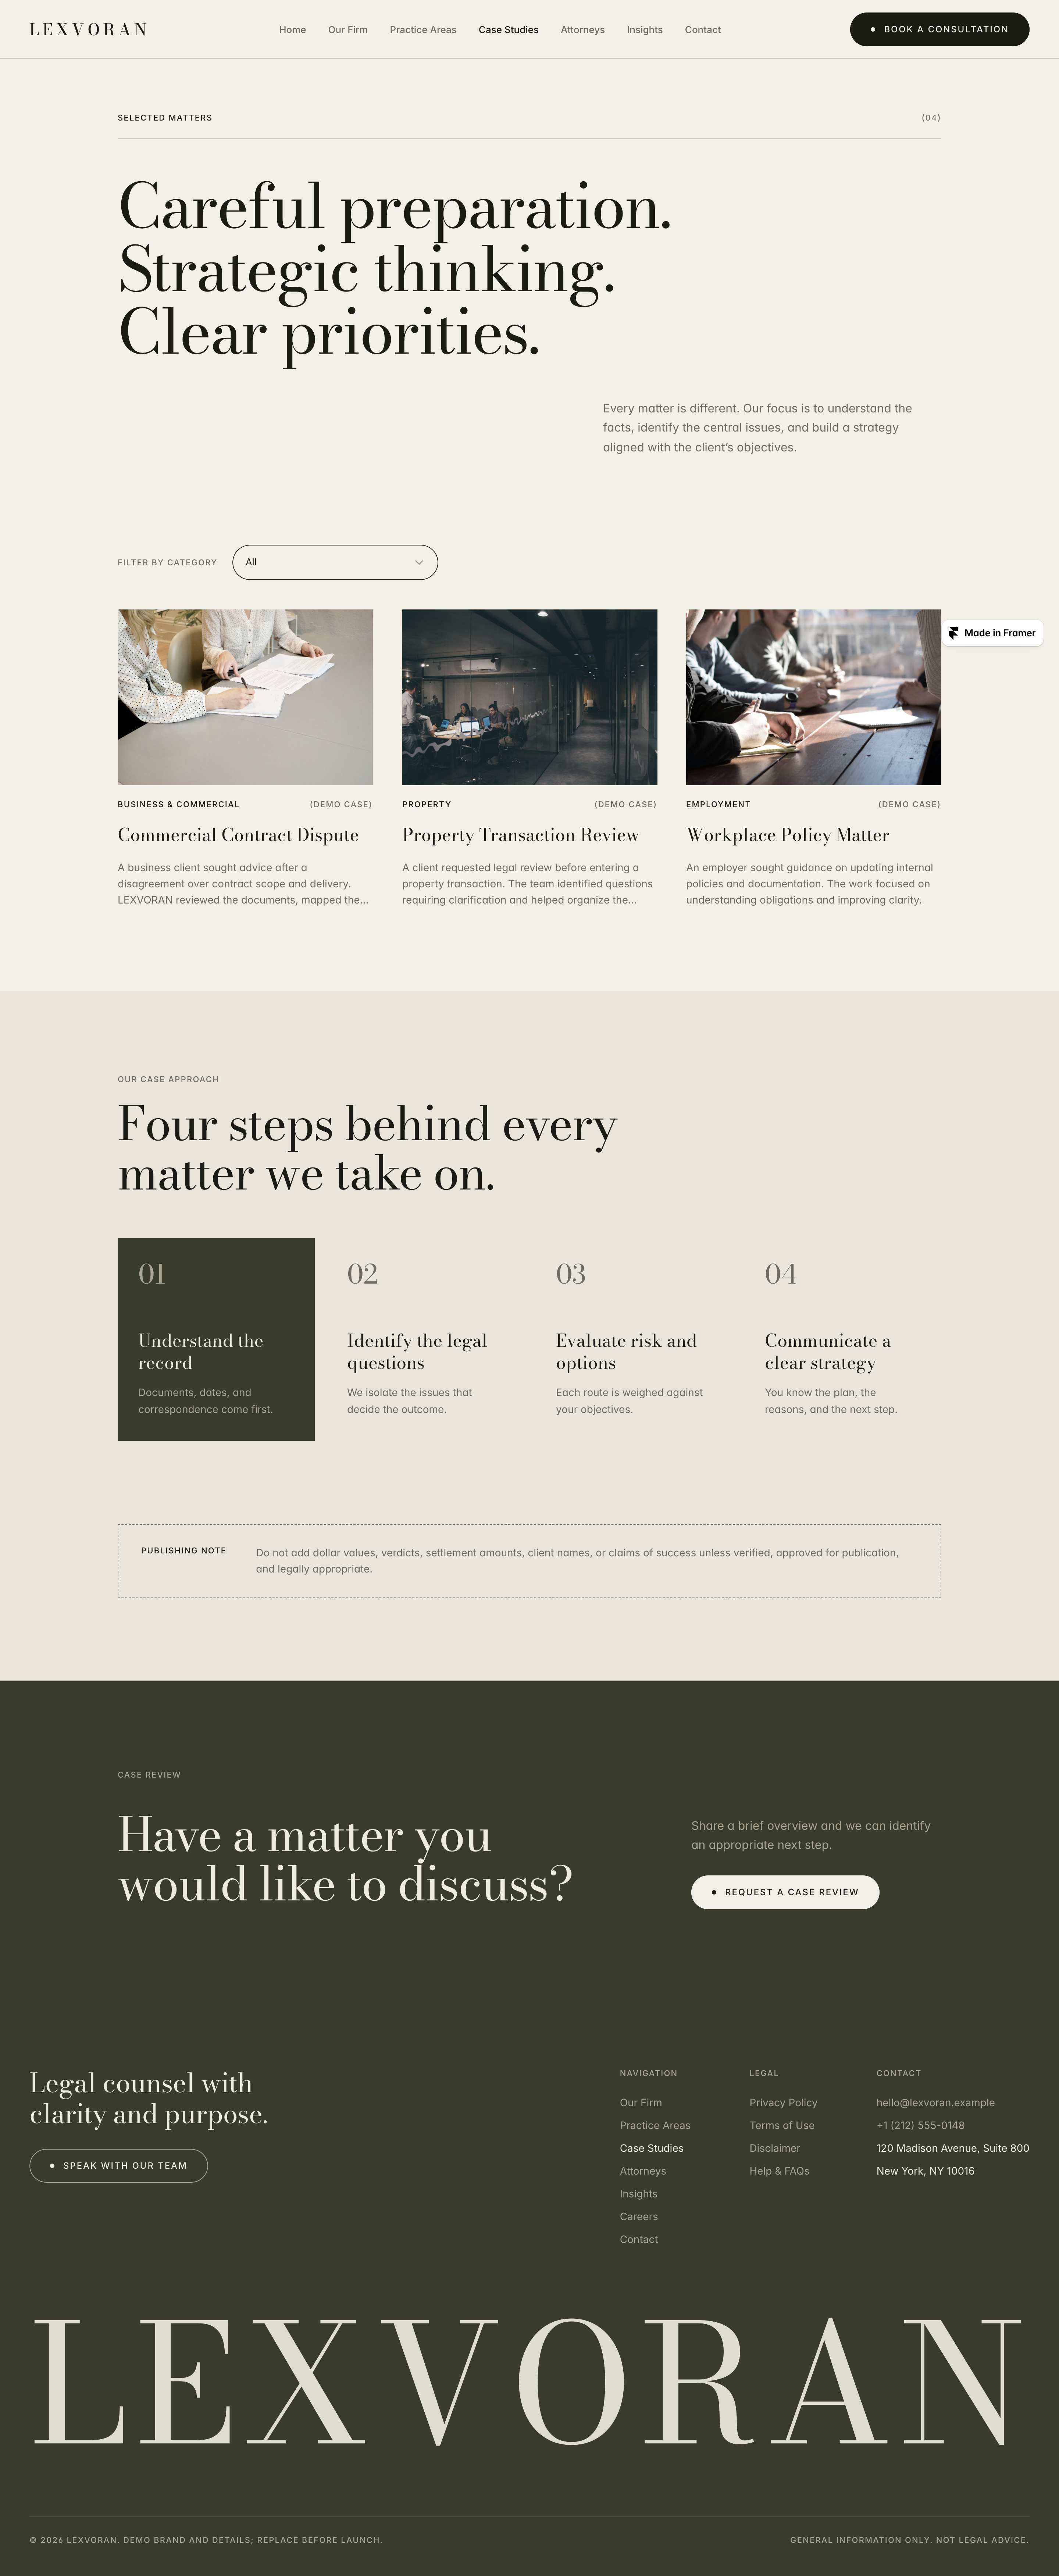 LEXVORAN
Home
Our Firm
Practice Areas
Case Studies
Attorneys
Insights
Contact
BOOK A CONSULTATION
SELECTED MATTERS
(04)
Careful preparation.
Strategic thinking.
Clear priorities.
Every matter is different. Our focus is to understand the
facts, identify the central issues, and build a strategy
aligned with the client’s objectives.
FILTER BY CATEGORY
All
Made in Framer
BUSINESS & COMMERCIAL
(DEMO CASE)
Commercial Contract Dispute
A business client sought advice after a
disagreement over contract scope and delivery.
LEXVORAN reviewed the documents, mapped the...
PROPERTY
(DEMO CASE)
Property Transaction Review
A client requested legal review before entering a
property transaction. The team identified questions
requiring clarification and helped organize the...
EMPLOYMENT
(DEMO CASE)
Workplace Policy Matter
An employer sought guidance on updating internal
policies and documentation. The work focused on
understanding obligations and improving clarity.
OUR CASE APPROACH
Four steps behind every
matter we take on.
01
Understand the
record
Documents, dates, and
correspondence come first.
02
Identify the legal
questions
We isolate the issues that
decide the outcome.
03
Evaluate risk and
options
Each route is weighed against
your objectives.
04
Communicate a
clear strategy
You know the plan, the
reasons, and the next step.
PUBLISHING NOTE
Do not add dollar values, verdicts, settlement amounts, client names, or claims of success unless verified, approved for publication,
and legally appropriate.
CASE REVIEW
Have a matter you
would like to discuss?
Share a brief overview and we can identify
an appropriate next step.
REQUEST A CASE REVIEW
Legal counsel with
clarity and purpose.
SPEAK WITH OUR TEAM
NAVIGATION
Our Firm
Practice Areas
Case Studies
Attorneys
Insights
Careers
Contact
LEGAL
Privacy Policy
Terms of Use
Disclaimer
Help & FAQs
CONTACT
hello@lexvoran.example
+1 (212) 555-0148
120 Madison Avenue, Suite 800
New York, NY 10016
LEXVORAN
© 2026 LEXVORAN. DEMO BRAND AND DETAILS; REPLACE BEFORE LAUNCH.
GENERAL INFORMATION ONLY. NOT LEGAL ADVICE.